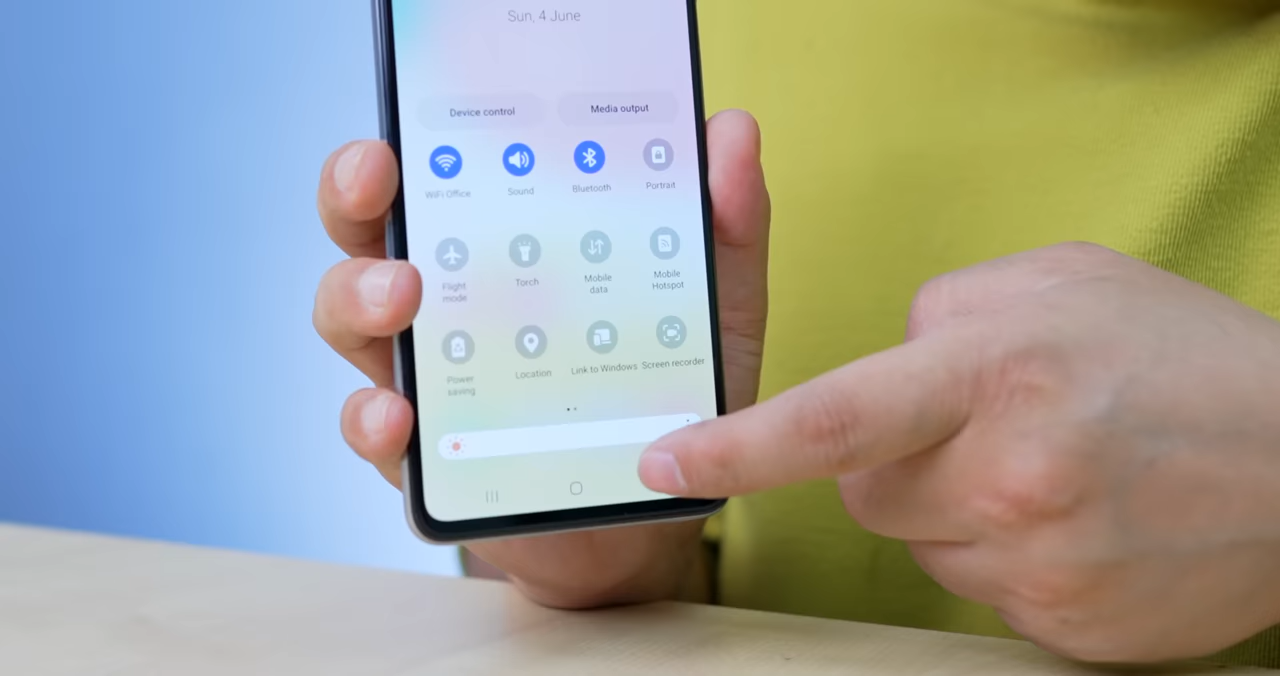 Sun, 4 June
Device control
Media output
WiFi Office
Sound
Bluetooth
Portrait
Flight
mode
Torch
Mobile
data
Mobile
Hotspot
Power
saving
Location
Link to Windows
Screen recorder